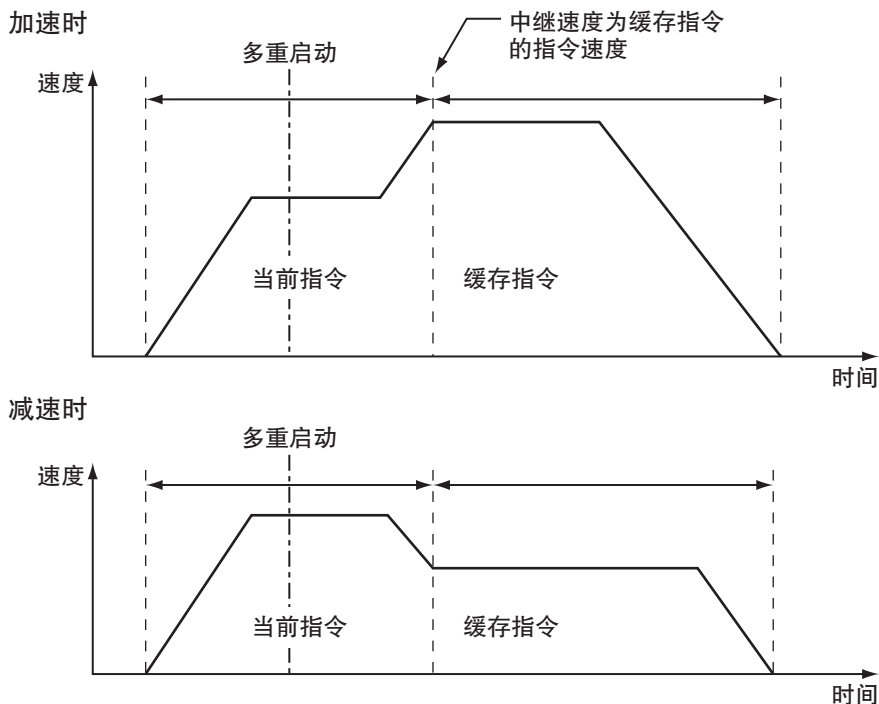 加速时
中继速度为缓存指令
的指令速度
多重启动
速度
当前指令
缓存指令
时间
减速时
多重启动
速度
当前指令
缓存指令
时间